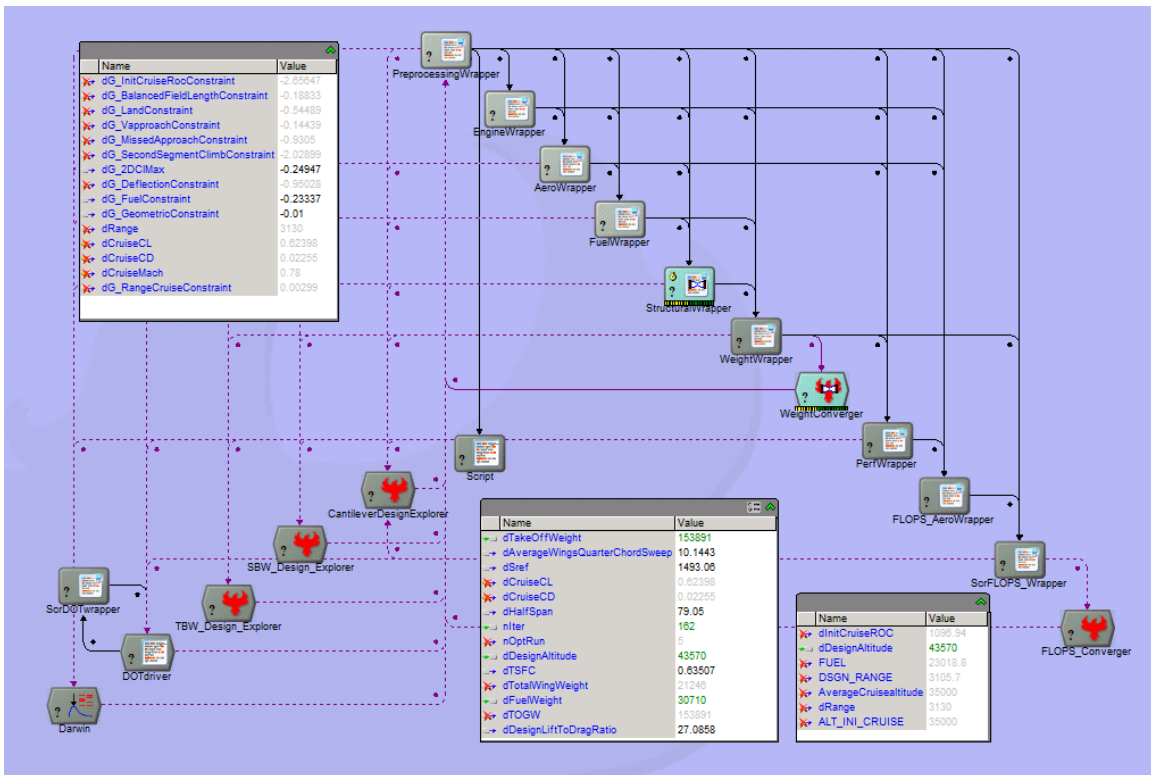 PreprocessingWrapper
Name Value
dG_InitCruiseRocConstraint -2.65647
dG_BalancedFieldLengthConstraint -0.18833
dG_LandConstraint -0.54489
dG_VapproachConstraint -0.14439
dG_MissedApproachConstraint -0.9305
dG_SecondSegmentClimbConstraint -2.02899
dG_2DClMax -0.24947
dG_DeflectionConstraint -0.95028
dG_FuelConstraint -0.23337
dG_GeometricConstraint -0.01
dRange 3130
dCruiseCL 0.62398
dCruiseCD 0.02255
dCruiseMach 0.78
dG_RangeCruiseConstraint 0.00299
EngineWrapper
AeroWrapper
FuelWrapper
StructuralWrapper
WeightWrapper
WeightConverger
PerfWrapper
Script
FLOPS_AeroWrapper
CantileverDesignExplorer
SBW_Design_Explorer
ScrFLOPS_Wrapper
ScrDOTwrapper
TBW_Design_Explorer
FLOPS_Converger
DOTdriver
Darwin
Name Value
dTakeOffWeight 153891
dAverageWingsQuarterChordSweep 10.1443
dSref 1493.06
dCruiseCL 0.62398
dCruiseCD 0.02255
dHalfSpan 79.05
nIter 162
nOptRun 5
dDesignAltitude 43570
dTSFC 0.63507
dTotalWingWeight 21246
dFuelWeight 30710
dTOGW 153891
dDesignLiftToDragRatio 27.0858
Name Value
dInitCruiseROC 1096.94
dDesignAltitude 43570
FUEL 23018.8
DSGN_RANGE 3105.7
AverageCruisealtitude 35000
dRange 3130
ALT_INI_CRUISE 35000